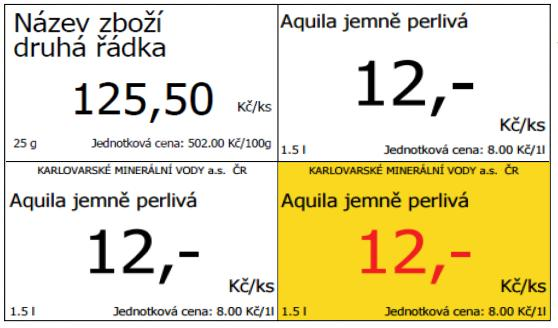 Název zboží
druhá řádka
125,50 Kč/ks
25 g Jednotková cena: 502.00 Kč/100g
Aquila jemně perlivá
12,-
Kč/ks
1.5 l Jednotková cena: 8.00 Kč/1l
KARLOVARSKÉ MINERÁLNÍ VODY a.s. ČR
Aquila jemně perlivá
12,-
Kč/ks
1.5 l Jednotková cena: 8.00 Kč/1l
KARLOVARSKÉ MINERÁLNÍ VODY a.s. ČR
Aquila jemně perlivá
12,-
Kč/ks
1.5 l Jednotková cena: 8.00 Kč/1l